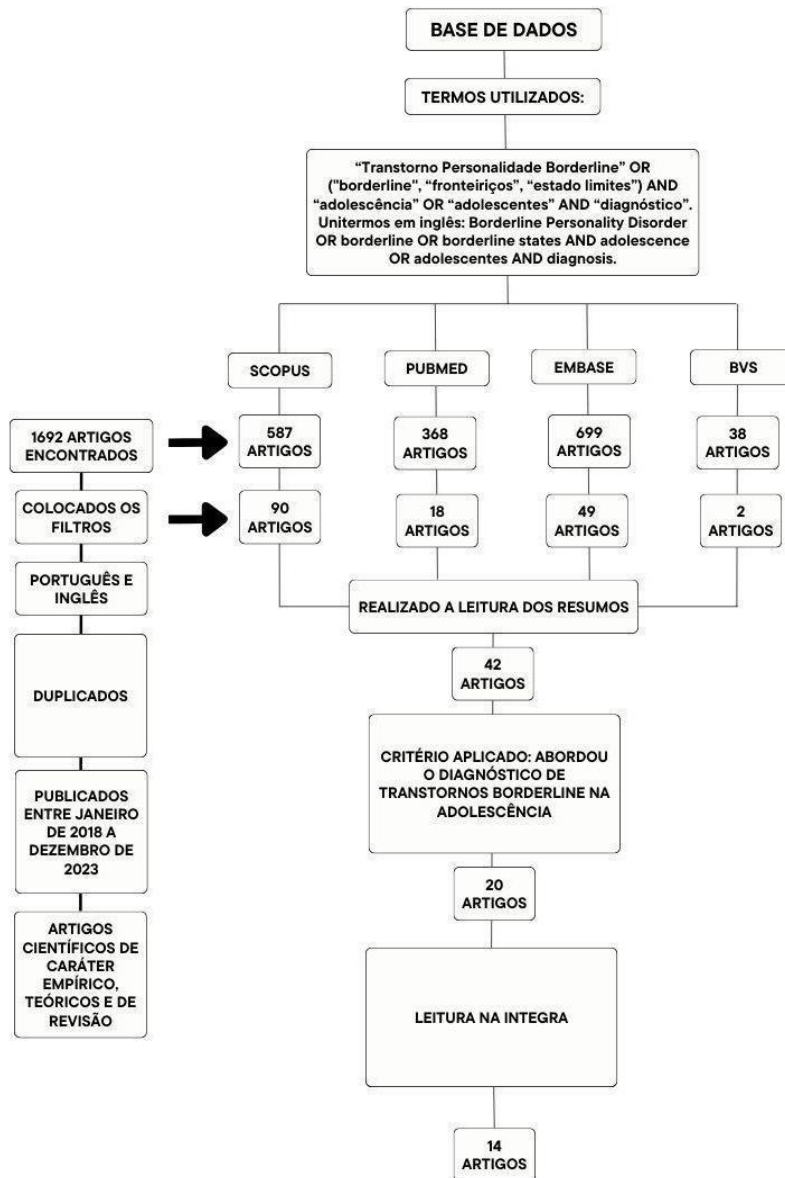 BASE DE DADOS
TERMOS UTILIZADOS:
“Transtorno Personalidade Borderline” OR
("borderline", “fronteiriços”, “estado limites”) AND
“adolescência” OR “adolescentes” AND “diagnóstico”.
Unitermos em inglês: Borderline Personality Disorder
OR borderline OR borderline states AND adolescence
OR adolescentes AND diagnosis.
SCOPUS
PUBMED
EMBASE
BVS
1692 ARTIGOS
ENCONTRADOS
587
ARTIGOS
368
ARTIGOS
699
ARTIGOS
38
ARTIGOS
COLOCADOS OS
FILTROS
90
ARTIGOS
18
ARTIGOS
49
ARTIGOS
2
ARTIGOS
PORTUGUÊS E
INGLÊS
DUPLICADOS
PUBLICADOS
ENTRE JANEIRO
DE 2018 A
DEZEMBRO DE
2023
ARTIGOS
CIENTÍFICOS DE
CARÁTER
EMPÍRICO,
TEÓRICOS E DE
REVISÃO
REALIZADO A LEITURA DOS RESUMOS
42
ARTIGOS
CRITÉRIO APLICADO: ABORDOU
O DIAGNÓSTICO DE
TRANSTORNOS BORDERLINE NA
ADOLESCÊNCIA
20
ARTIGOS
LEITURA NA INTEGRA
14
ARTIGOS